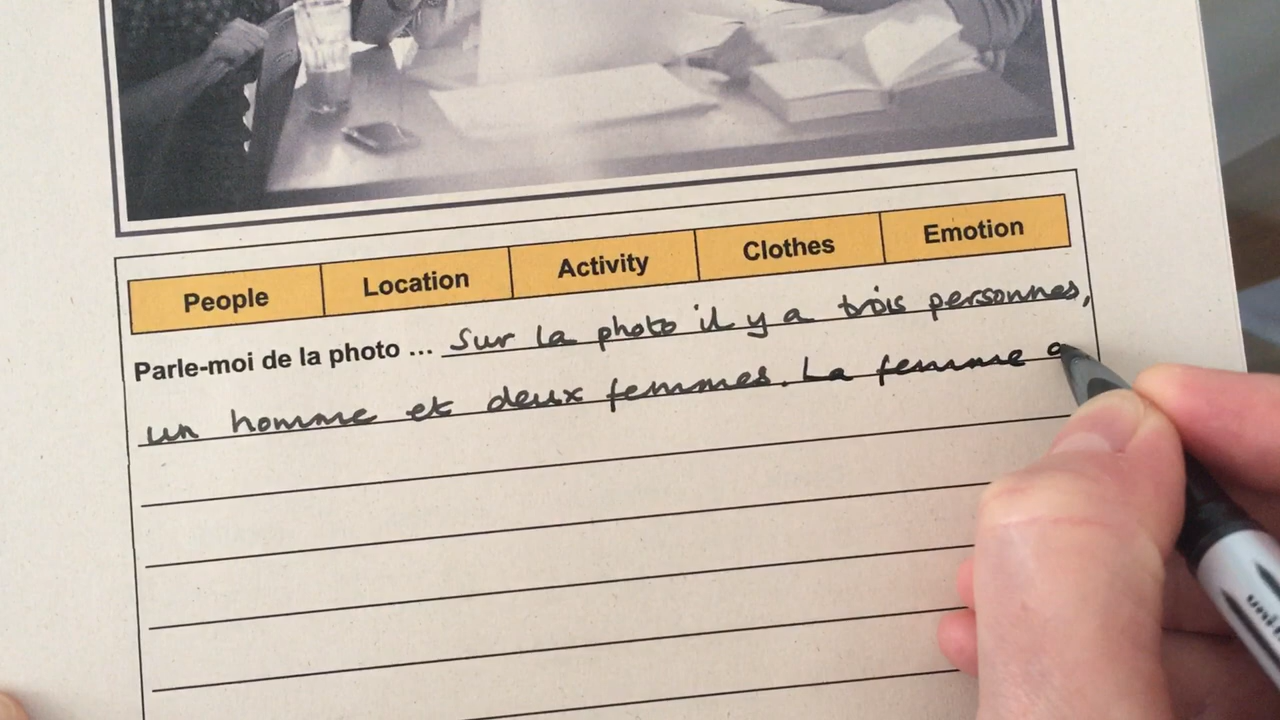 People Location Activity Clothes Emotion
Parle-moi de la photo ... Sur la photo il y a trois personnes,
un homme et deux femmes. La femme a
uni